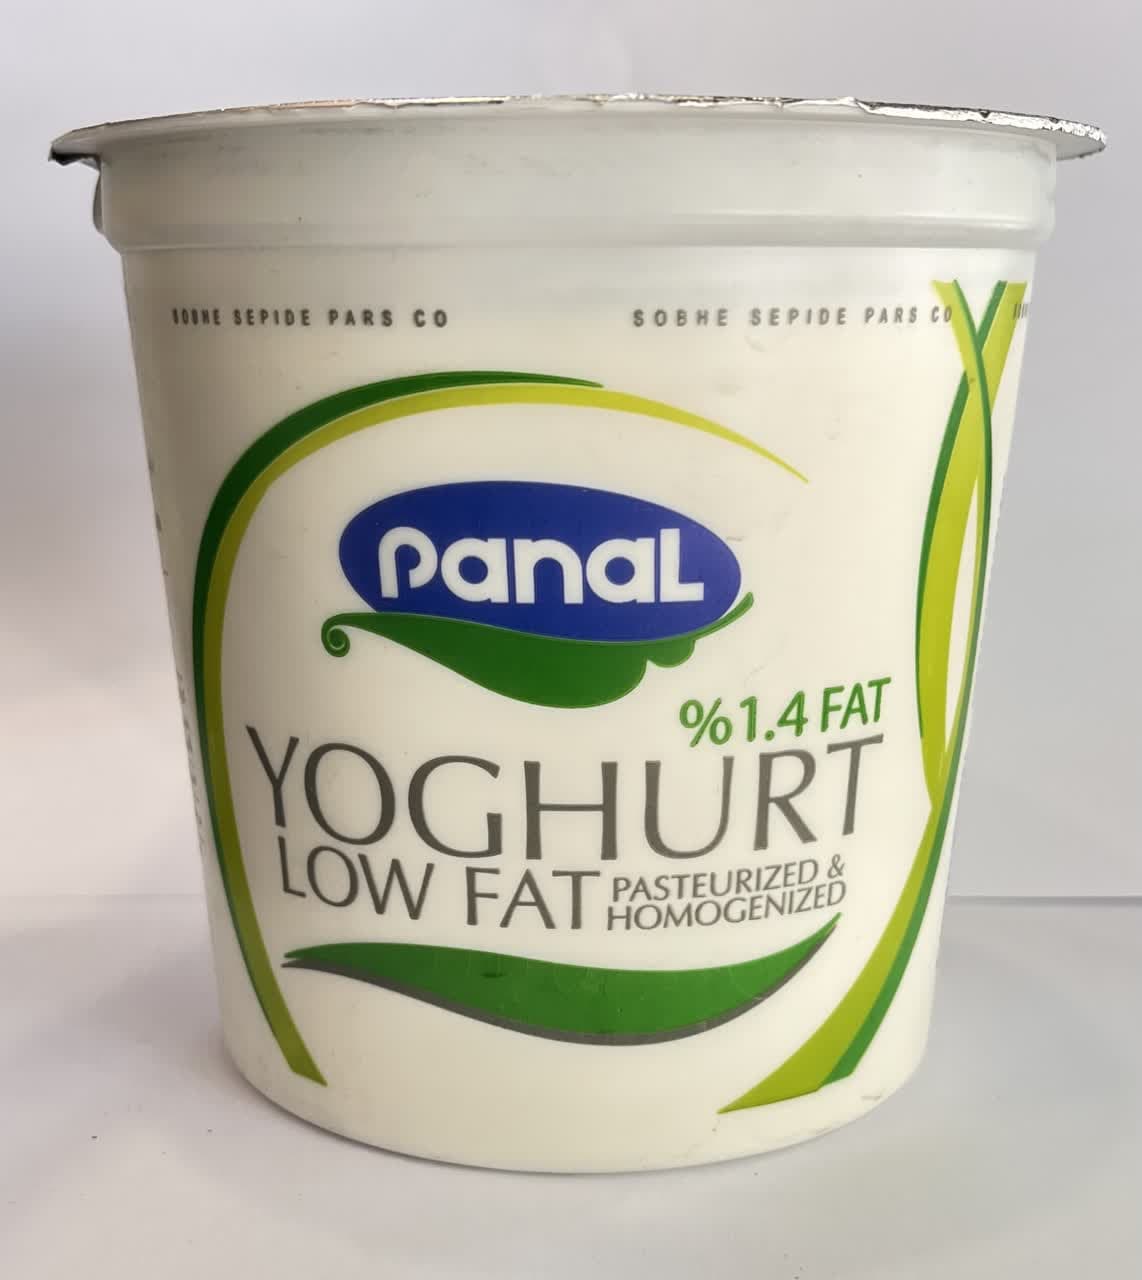 SOBHE SEPIDE PARS CO
SOBHE SEPIDE PARS CO
Panal
%1.4 FAT
YOGHURT
LOW FAT
PASTEURIZED &
HOMOGENIZED